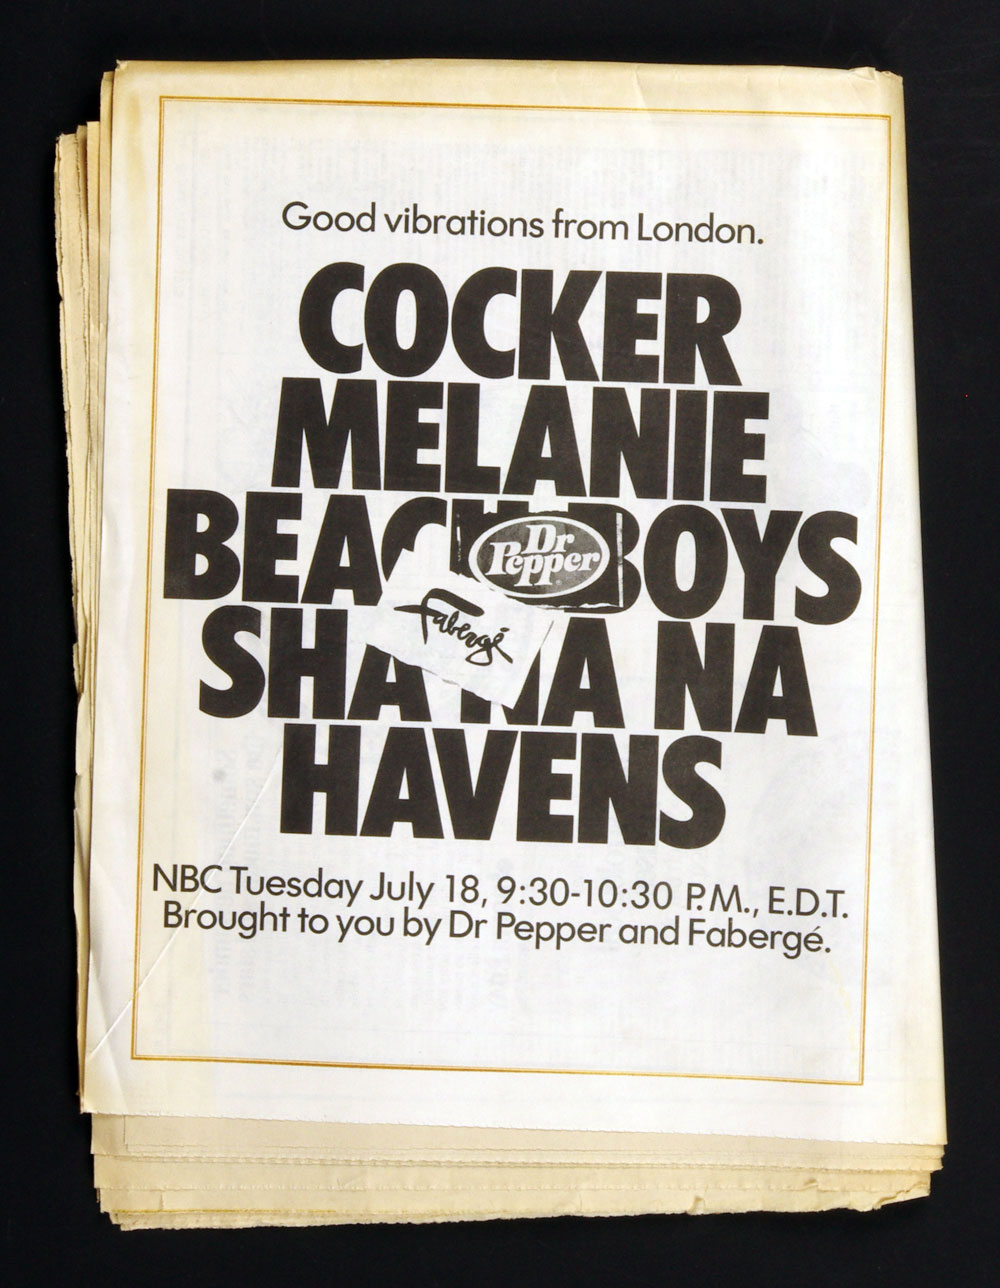 Good vibrations from London.
COCKER
MELANIE
BEACH BOYS
Dr
Pepper
Fabergé
SHA NA NA
HAVENS
NBC Tuesday July 18, 9:30-10:30 P.M., E.D.T.
Brought to you by Dr Pepper and Fabergé.